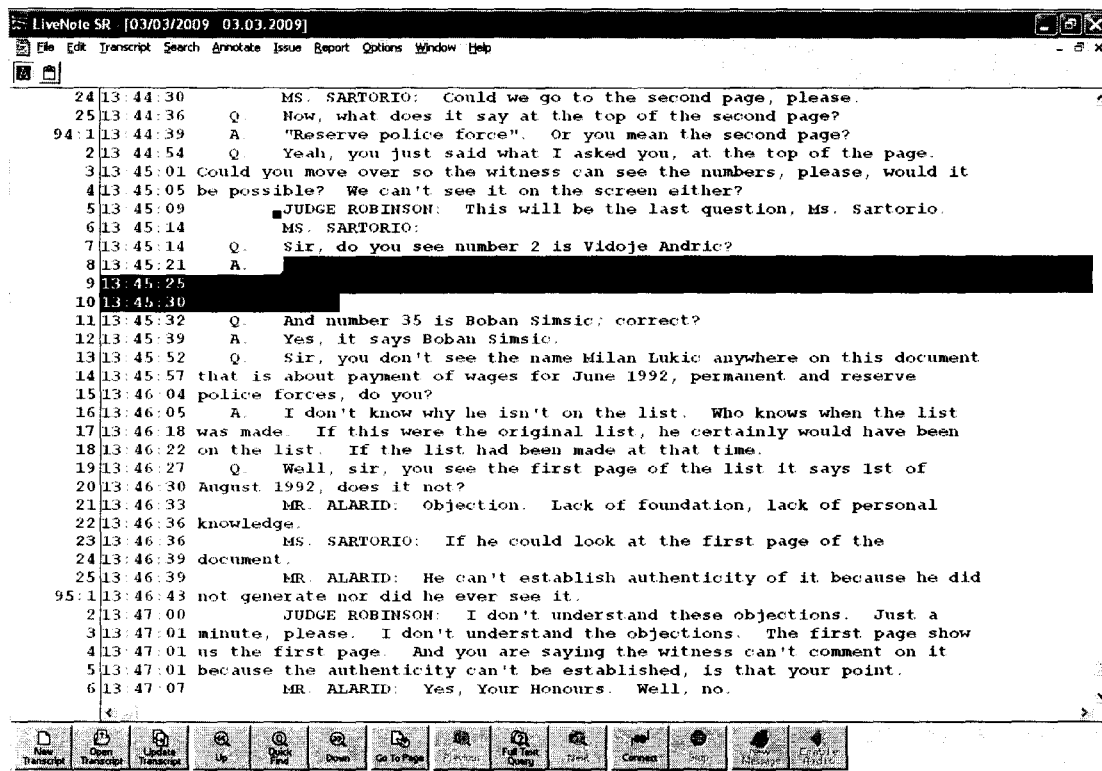 LiveNote SR - [03/03/2009 03.03.2009]
File Edit Transcript Search Annotate Issue Report Options Window Help
24 13:44:30 MS. SARTORIO: Could we go to the second page, please.
25 13:44:36 Q. Now, what does it say at the top of the second page?
94:1 13:44:39 A. "Reserve police force". Or you mean the second page?
2 13:44:54 Q. Yeah, you just said what I asked you, at the top of the page.
3 13:45:01 Could you move over so the witness can see the numbers, please, would it
4 13:45:05 be possible? We can't see it on the screen either?
5 13:45:09 JUDGE ROBINSON: This will be the last question, Ms. Sartorio.
6 13:45:14 MS. SARTORIO:
7 13:45:14 Q. Sir, do you see number 2 is Vidoje Andric?
8 13:45:21 A.
9 13:45:25
10 13:45:30
11 13:45:32 Q. And number 35 is Boban Simsic; correct?
12 13:45:39 A. Yes, it says Boban Simsic.
13 13:45:52 Q. Sir, you don't see the name Milan Lukic anywhere on this document
14 13:45:57 that is about payment of wages for June 1992, permanent and reserve
15 13:46:04 police forces, do you?
16 13:46:05 A. I don't know why he isn't on the list. Who knows when the list
17 13:46:18 was made. If this were the original list, he certainly would have been
18 13:46:22 on the list. If the list had been made at that time.
19 13:46:27 Q. Well, sir, you see the first page of the list it says 1st of
20 13:46:30 August 1992, does it not?
21 13:46:33 MR. ALARID: Objection. Lack of foundation, lack of personal
22 13:46:36 knowledge.
23 13:46:36 MS. SARTORIO: If he could look at the first page of the
24 13:46:39 document.
25 13:46:39 MR. ALARID: He can't establish authenticity of it because he did
95:1 13:46:43 not generate nor did he ever see it.
2 13:47:00 JUDGE ROBINSON: I don't understand these objections. Just a
3 13:47:01 minute, please. I don't understand the objections. The first page show
4 13:47:01 us the first page. And you are saying the witness can't comment on it
5 13:47:01 because the authenticity can't be established, is that your point.
6 13:47:07 MR. ALARID: Yes, Your Honours. Well, no.
New Transcript Open Transcript Update Transcript Up Quick Find Down Go To Page Previous Full Text Query Next Connect Stop New Message